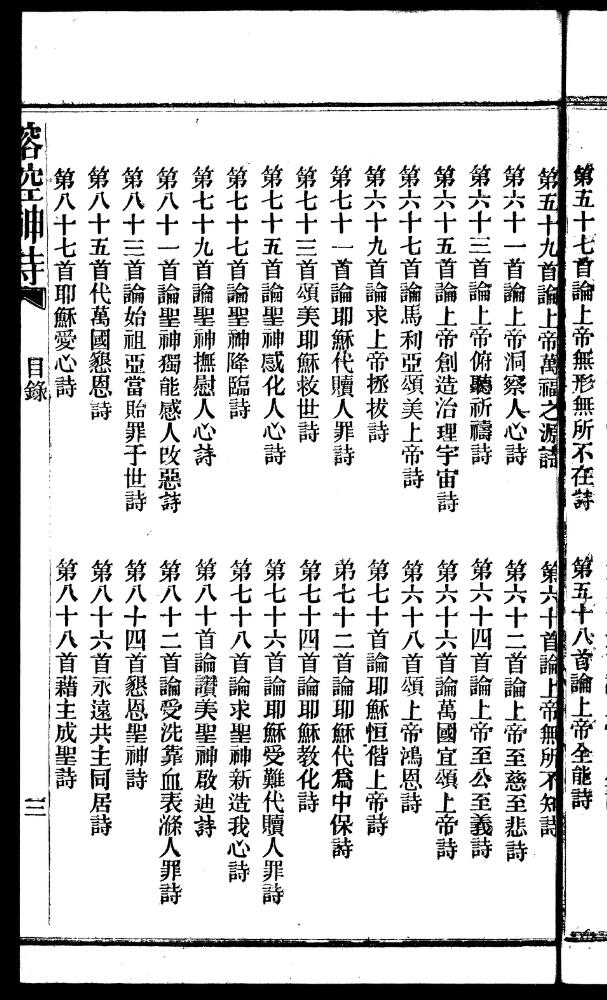 第五十七首論上帝無形無所不在詩
第五十八首論上帝全能詩
第五十九首論上帝萬福之源詩
第六十首論上帝無所不知詩
第六十一首論上帝洞察人心詩
第六十二首論上帝至慈至悲詩
第六十三首論上帝俯聽祈禱詩
第六十四首論上帝至公至義詩
第六十五首論上帝創造治理宇宙詩
第六十六首論萬國宜頌上帝詩
第六十七首論馬利亞頌美上帝詩
第六十八首頌上帝鴻恩詩
第六十九首論求上帝拯拔詩
第七十首論耶穌恒偕上帝詩
第七十一首論耶穌代贖人罪詩
弟七十二首論耶穌代爲中保詩
第七十三首頌美耶穌救世詩
第七十四首論耶穌教化詩
第七十五首論聖神感化人心詩
第七十六首論耶穌受難代贖人罪詩
第七十七首論聖神降臨詩
第七十八首論求聖神新造我心詩
第七十九首論聖神撫慰人心詩
第八十首論讚美聖神啟迪詩
第八十一首論聖神獨能感人改惡詩
第八十二首論受洗靠血表滌人罪詩
第八十三首論始祖亞當貽罪于世詩
第八十四首懇恩聖神詩
第八十五首代萬國懇恩詩
第八十六首永遠共主同居詩
第八十七首耶穌愛心詩
第八十八首藉主成聖詩
榕空神詩 目錄 三